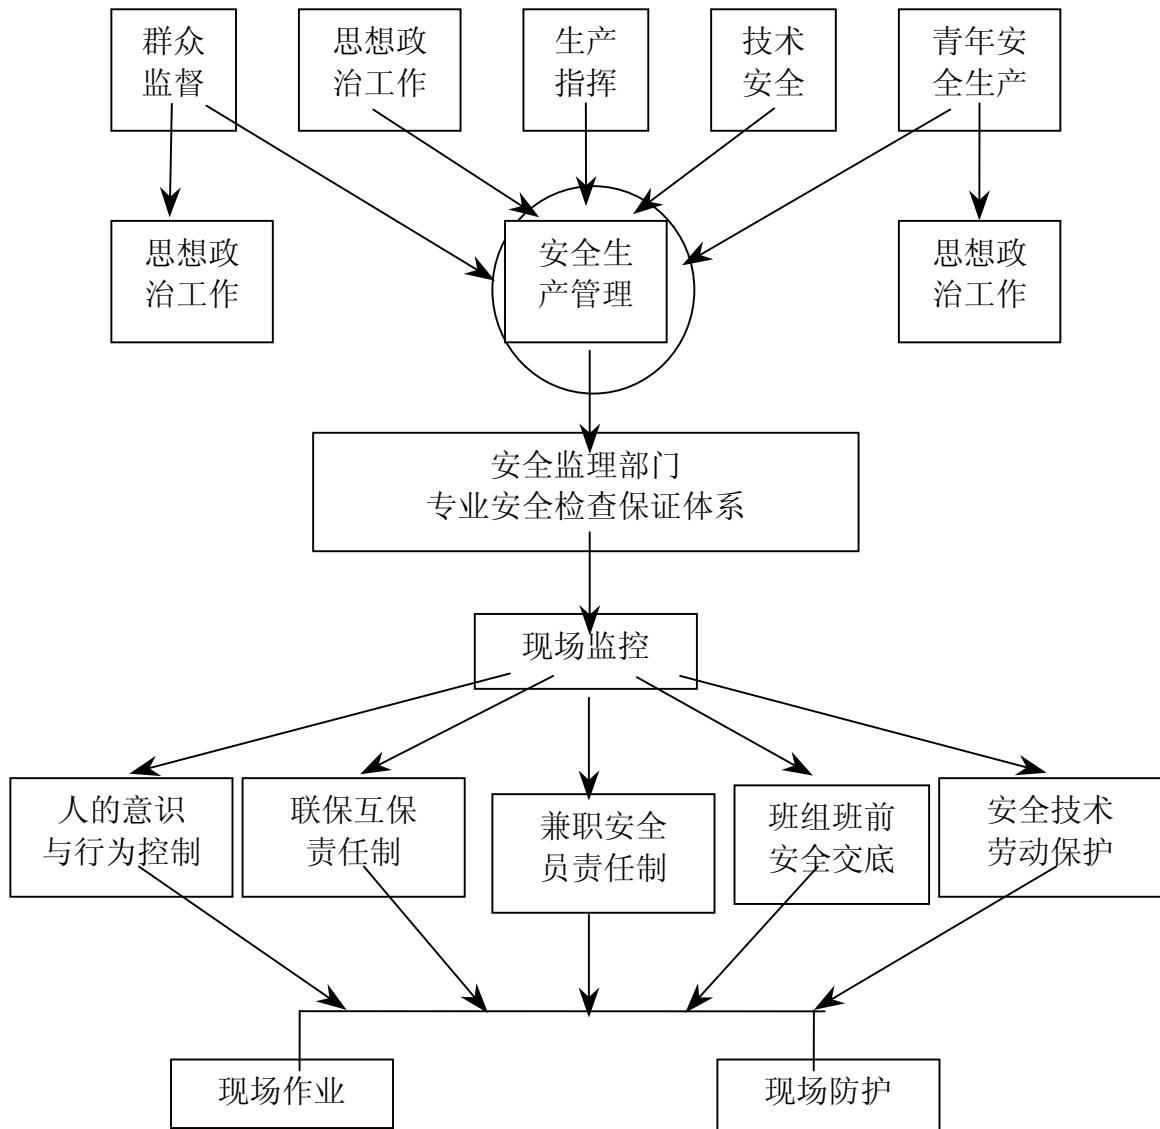 群众
监督
思想政
治工作
生产
指挥
技术
安全
青年安
全生产
思想政
治工作
安全生
产管理
思想政
治工作
安全监理部门
专业安全检查保证体系
现场监控
人的意识
与行为控制
联保互保
责任制
兼职安全
员责任制
班组班前
安全交底
安全技术
劳动保护
现场作业
现场防护